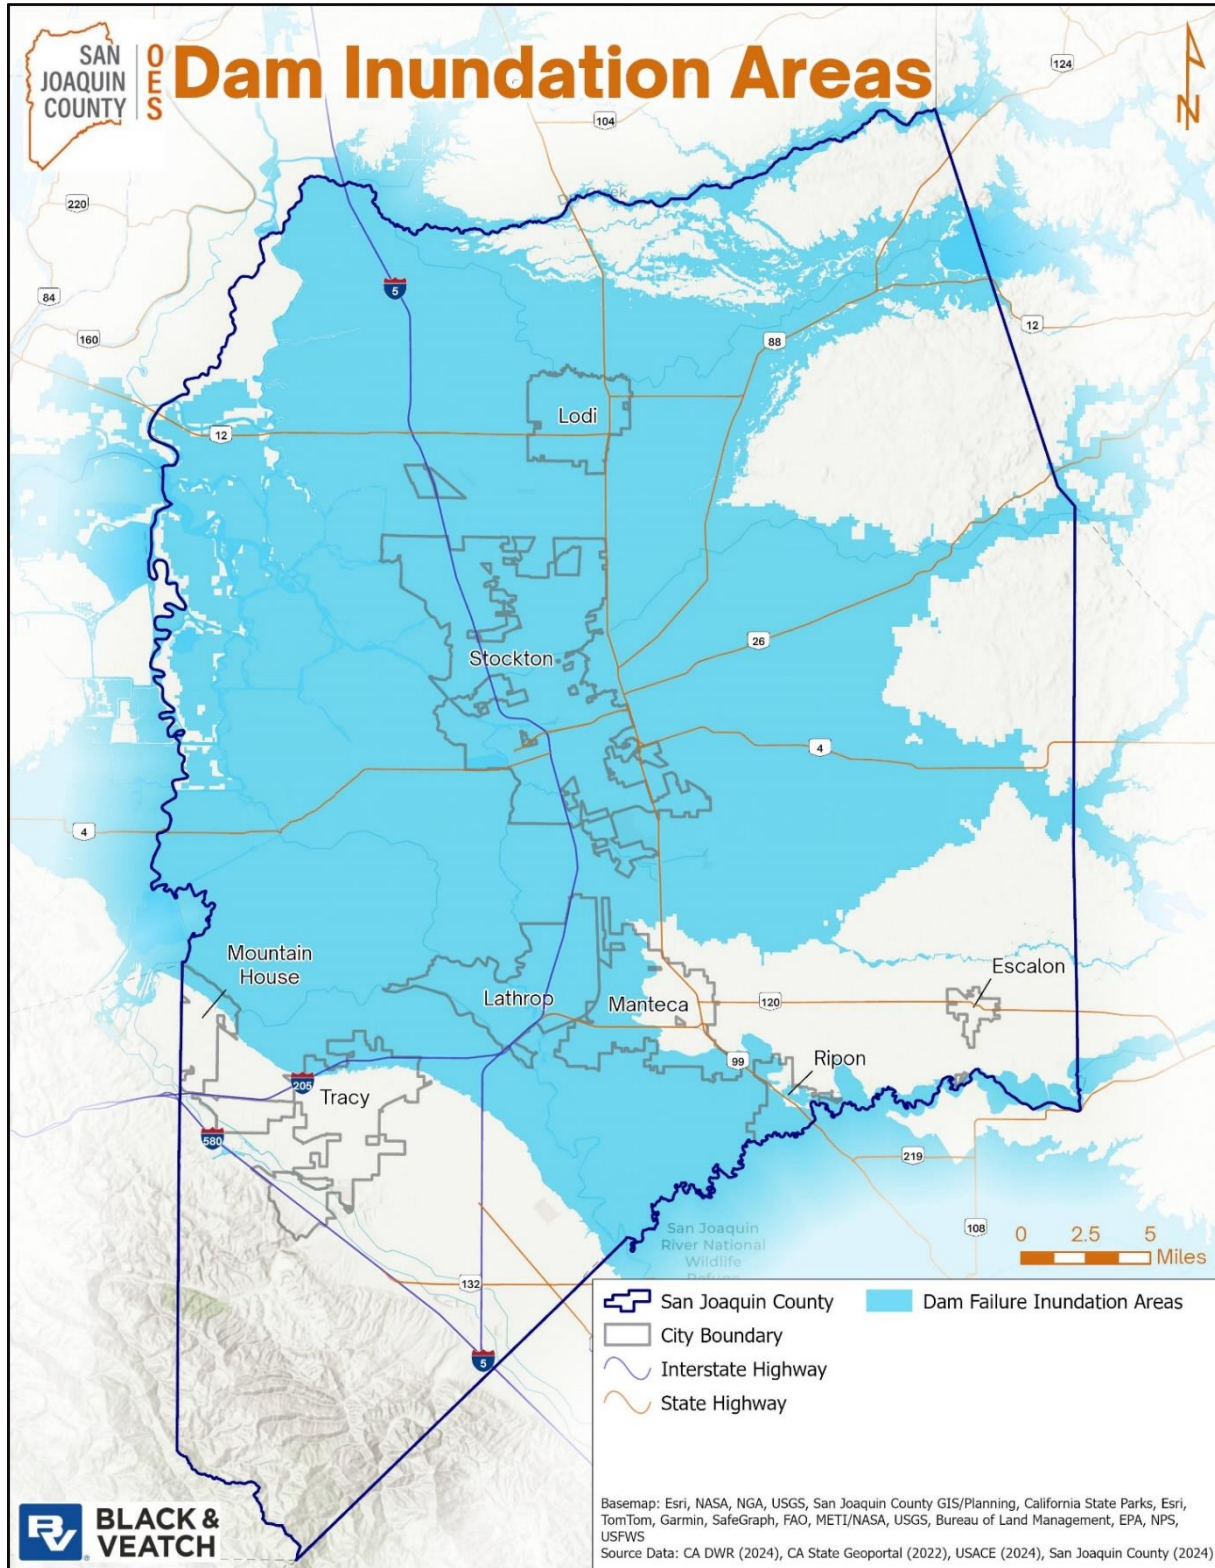 SAN
JOAQUIN
COUNTY
OES
Dam Inundation Areas
N
124
104
Creek
220
5
84
12
160
88
Lodi
12
26
Stockton
4
4
Mountain
House
Escalon
Lathrop
Manteca
120
99
Ripon
205
Tracy
580
219
San Joaquin
River National
Wildlife
Refuge
108
0 2.5 5
Miles
132
5
San Joaquin County
Dam Failure Inundation Areas
City Boundary
Interstate Highway
State Highway
BV
BLACK &
VEATCH
Basemap: Esri, NASA, NGA, USGS, San Joaquin County GIS/Planning, California State Parks, Esri,
TomTom, Garmin, SafeGraph, FAO, METI/NASA, USGS, Bureau of Land Management, EPA, NPS,
USFWS
Source Data: CA DWR (2024), CA State Geoportal (2022), USACE (2024), San Joaquin County (2024)